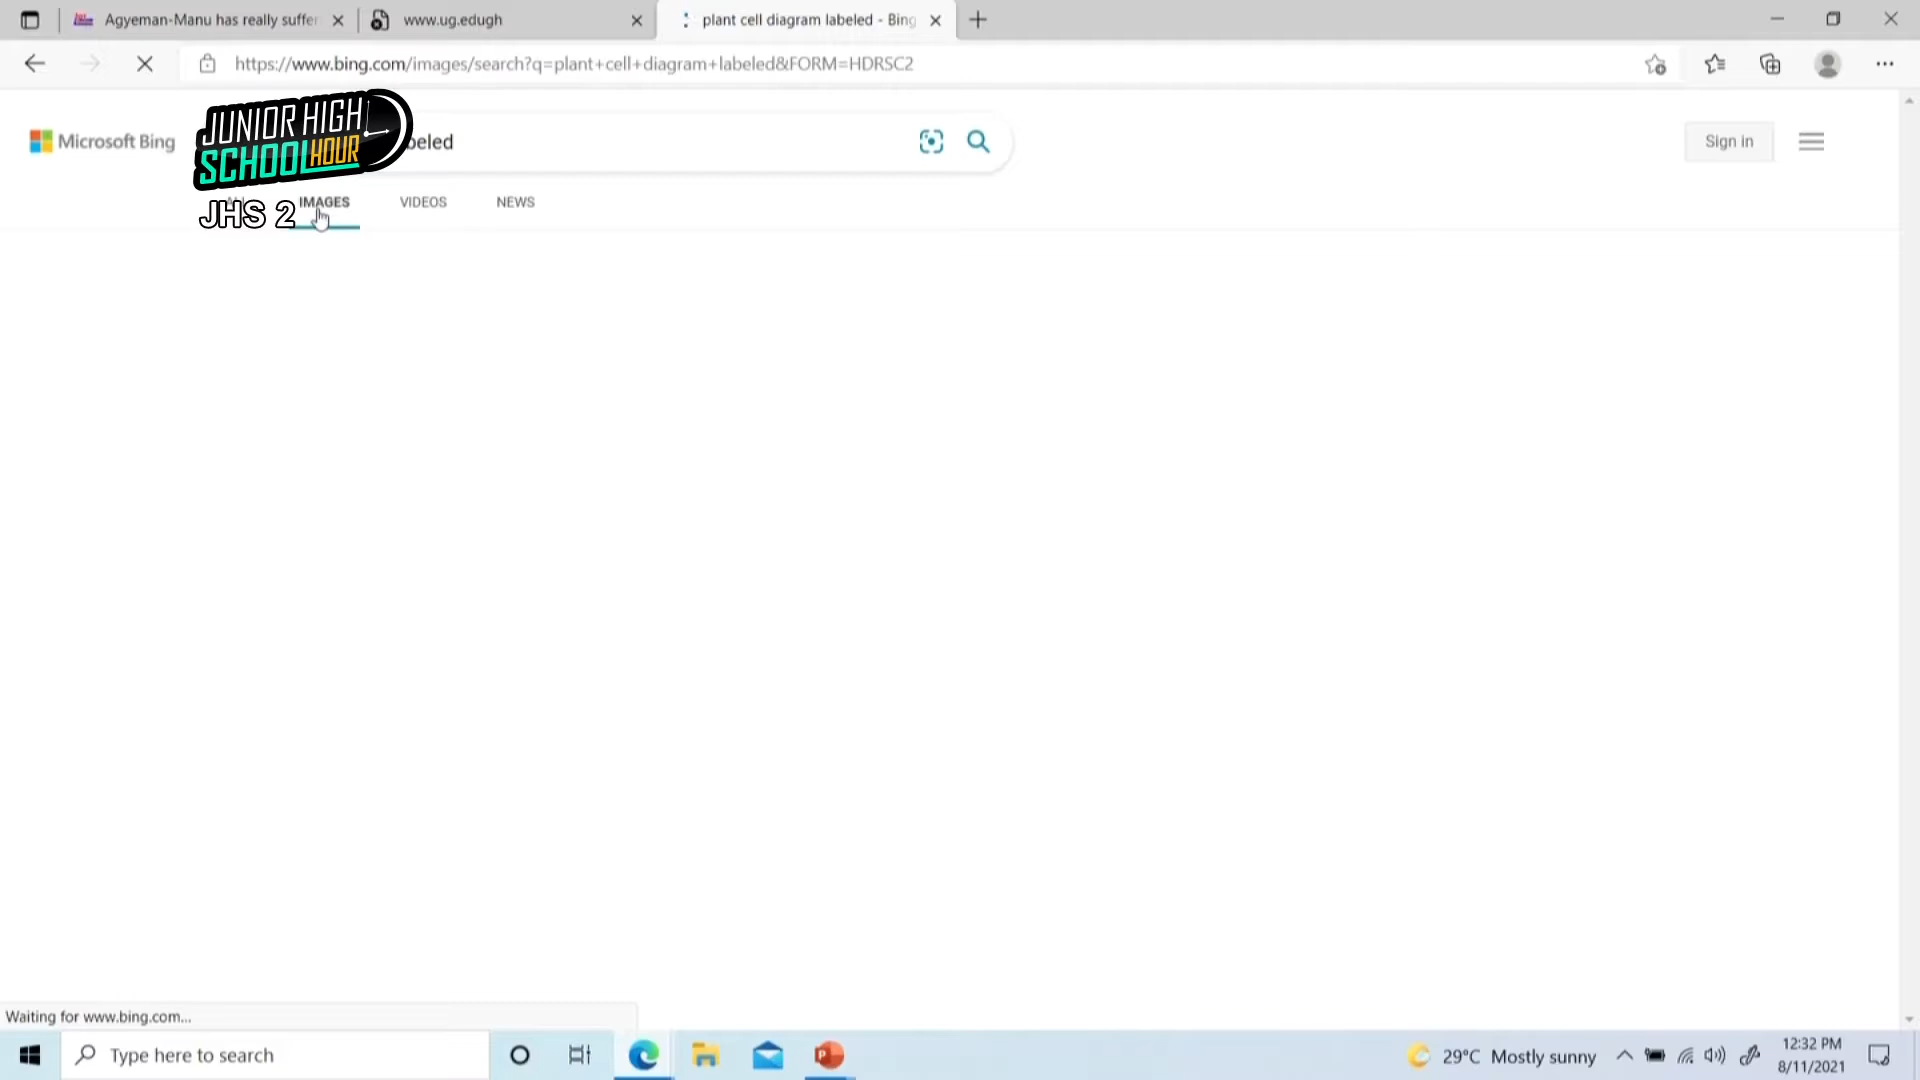 Agyeman-Manu has really suffer
www.ug.edugh
plant cell diagram labeled - Bing
https://www.bing.com/images/search?q=plant+cell+diagram+labeled&FORM=HDRSC2
Microsoft Bing
JUNIOR HIGH
SCHOOL HOUR
beled
Sign in
JHS 2
IMAGES
VIDEOS
NEWS
Waiting for www.bing.com...
Type here to search
29°C Mostly sunny
12:32 PM
8/11/2021